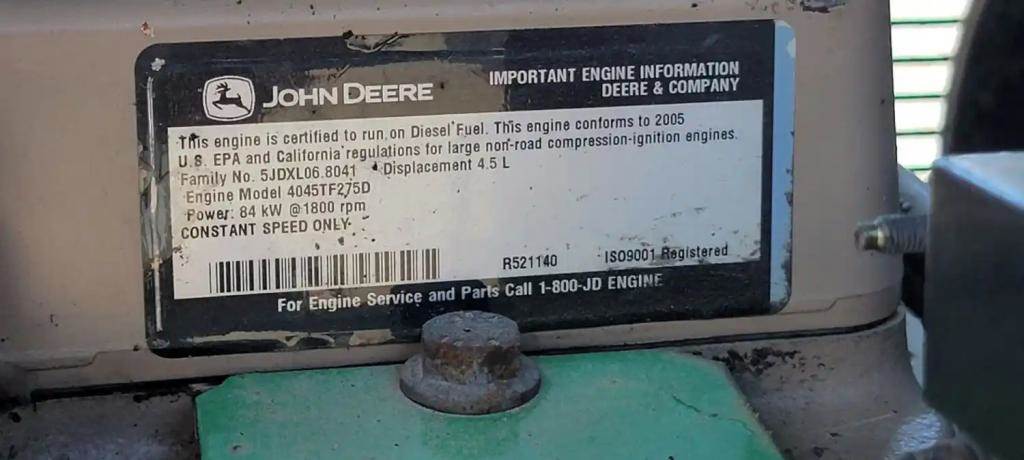 JOHN DEERE
IMPORTANT ENGINE INFORMATION
DEERE & COMPANY
This engine is certified to run on Diesel Fuel. This engine conforms to 2005
U.S. EPA and California regulations for large non-road compression-ignition engines.
Family No. 5JDXL06.8041 Displacement 4.5 L
Engine Model 4045TF275D
Power: 84 kW @1800 rpm
CONSTANT SPEED ONLY
R521140 ISO9001 Registered
For Engine Service and Parts Call 1-800-JD ENGINE